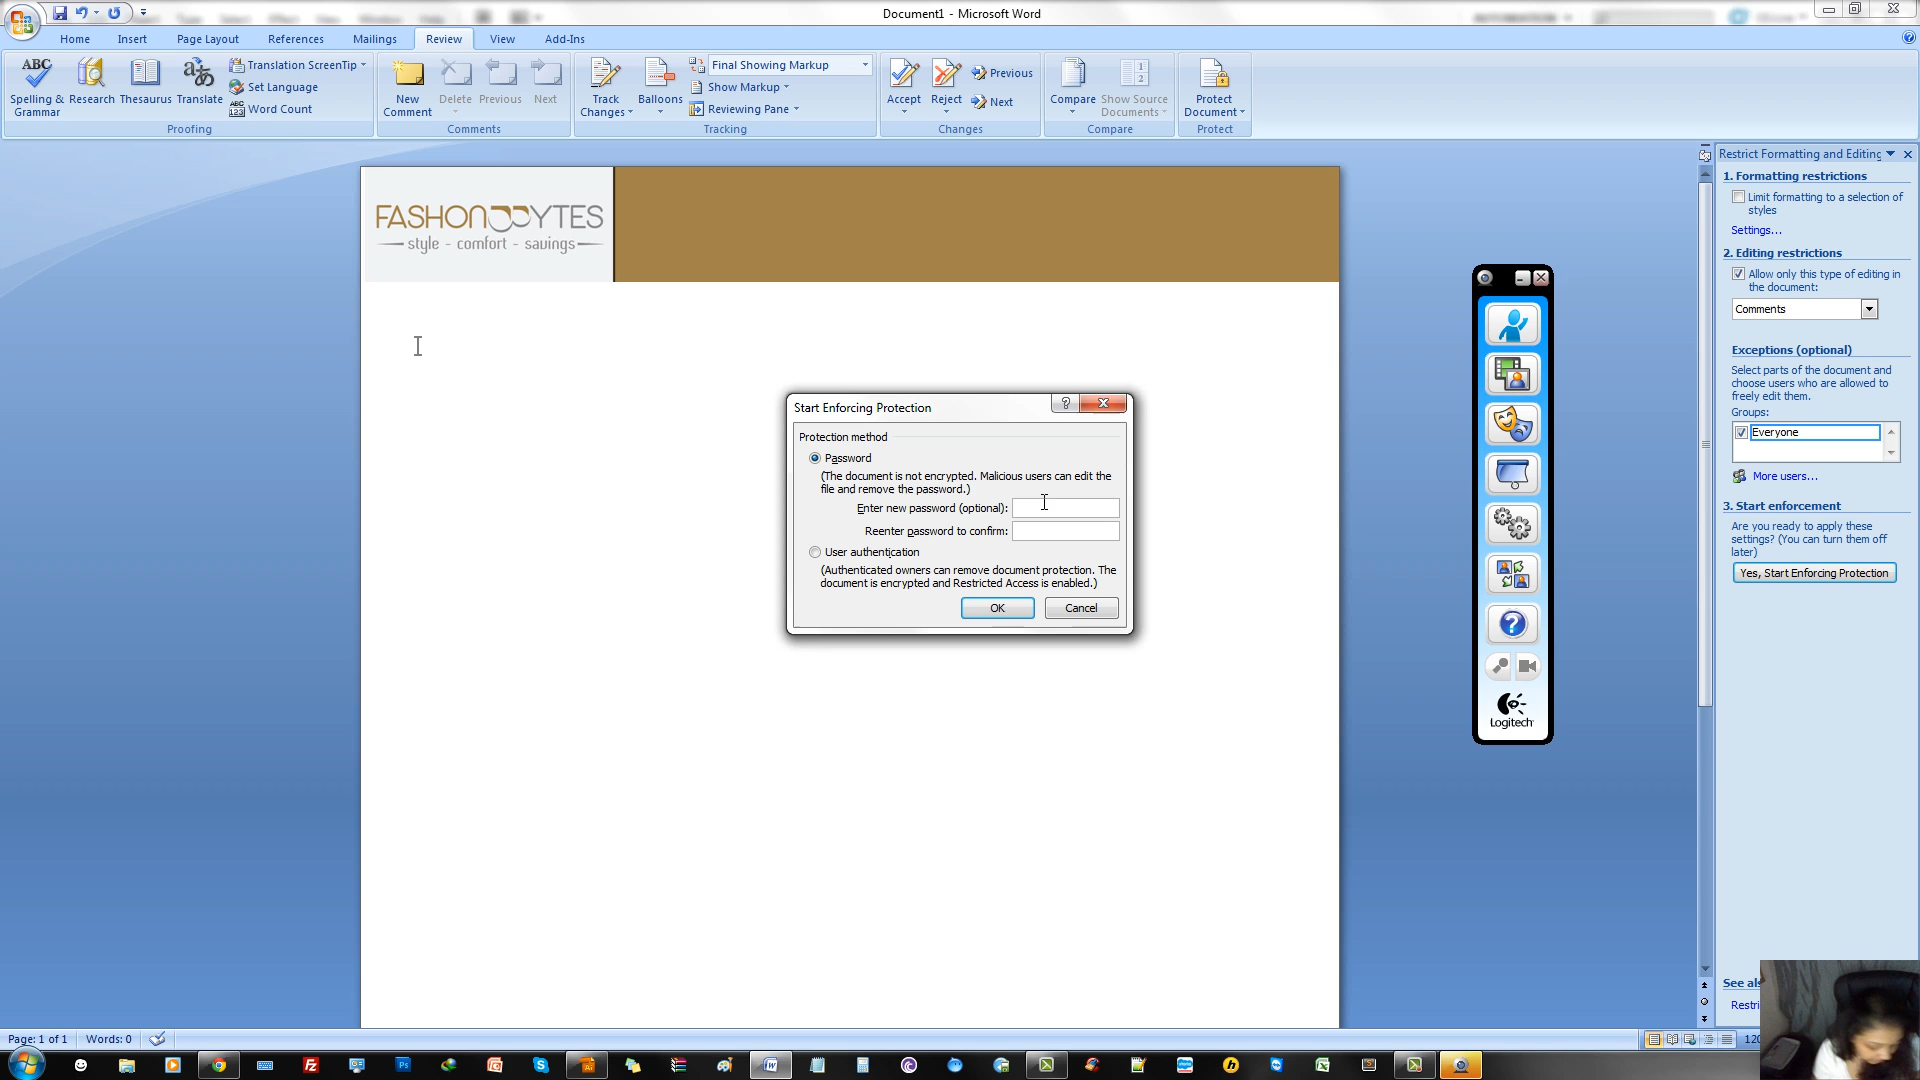 Document1 - Microsoft Word
Home Insert Page Layout References Mailings Review View Add-Ins
ABC
Spelling & Grammar
Research
Thesaurus
Translate
Translation ScreenTip
Set Language
ABC 123 Word Count
Proofing
New Comment
Delete
Previous
Next
Comments
Track Changes
Balloons
Final Showing Markup
Show Markup
Reviewing Pane
Tracking
Accept
Reject
Previous
Next
Changes
Compare
Show Source Documents
Compare
Protect Document
Protect
FASHONBBYTES
style - comfort - savings
Start Enforcing Protection
Protection method
Password
(The document is not encrypted. Malicious users can edit the
file and remove the password.)
Enter new password (optional):
Reenter password to confirm:
User authentication
(Authenticated owners can remove document protection. The
document is encrypted and Restricted Access is enabled.)
OK Cancel
Logitech
Restrict Formatting and Editing
1. Formatting restrictions
Limit formatting to a selection of
styles
Settings...
2. Editing restrictions
Allow only this type of editing in
the document:
Comments
Exceptions (optional)
Select parts of the document and
choose users who are allowed to
freely edit them.
Groups:
Everyone
More users...
3. Start enforcement
Are you ready to apply these
settings? (You can turn them off
later)
Yes, Start Enforcing Protection
See als
Restri
Page: 1 of 1 Words: 0
120